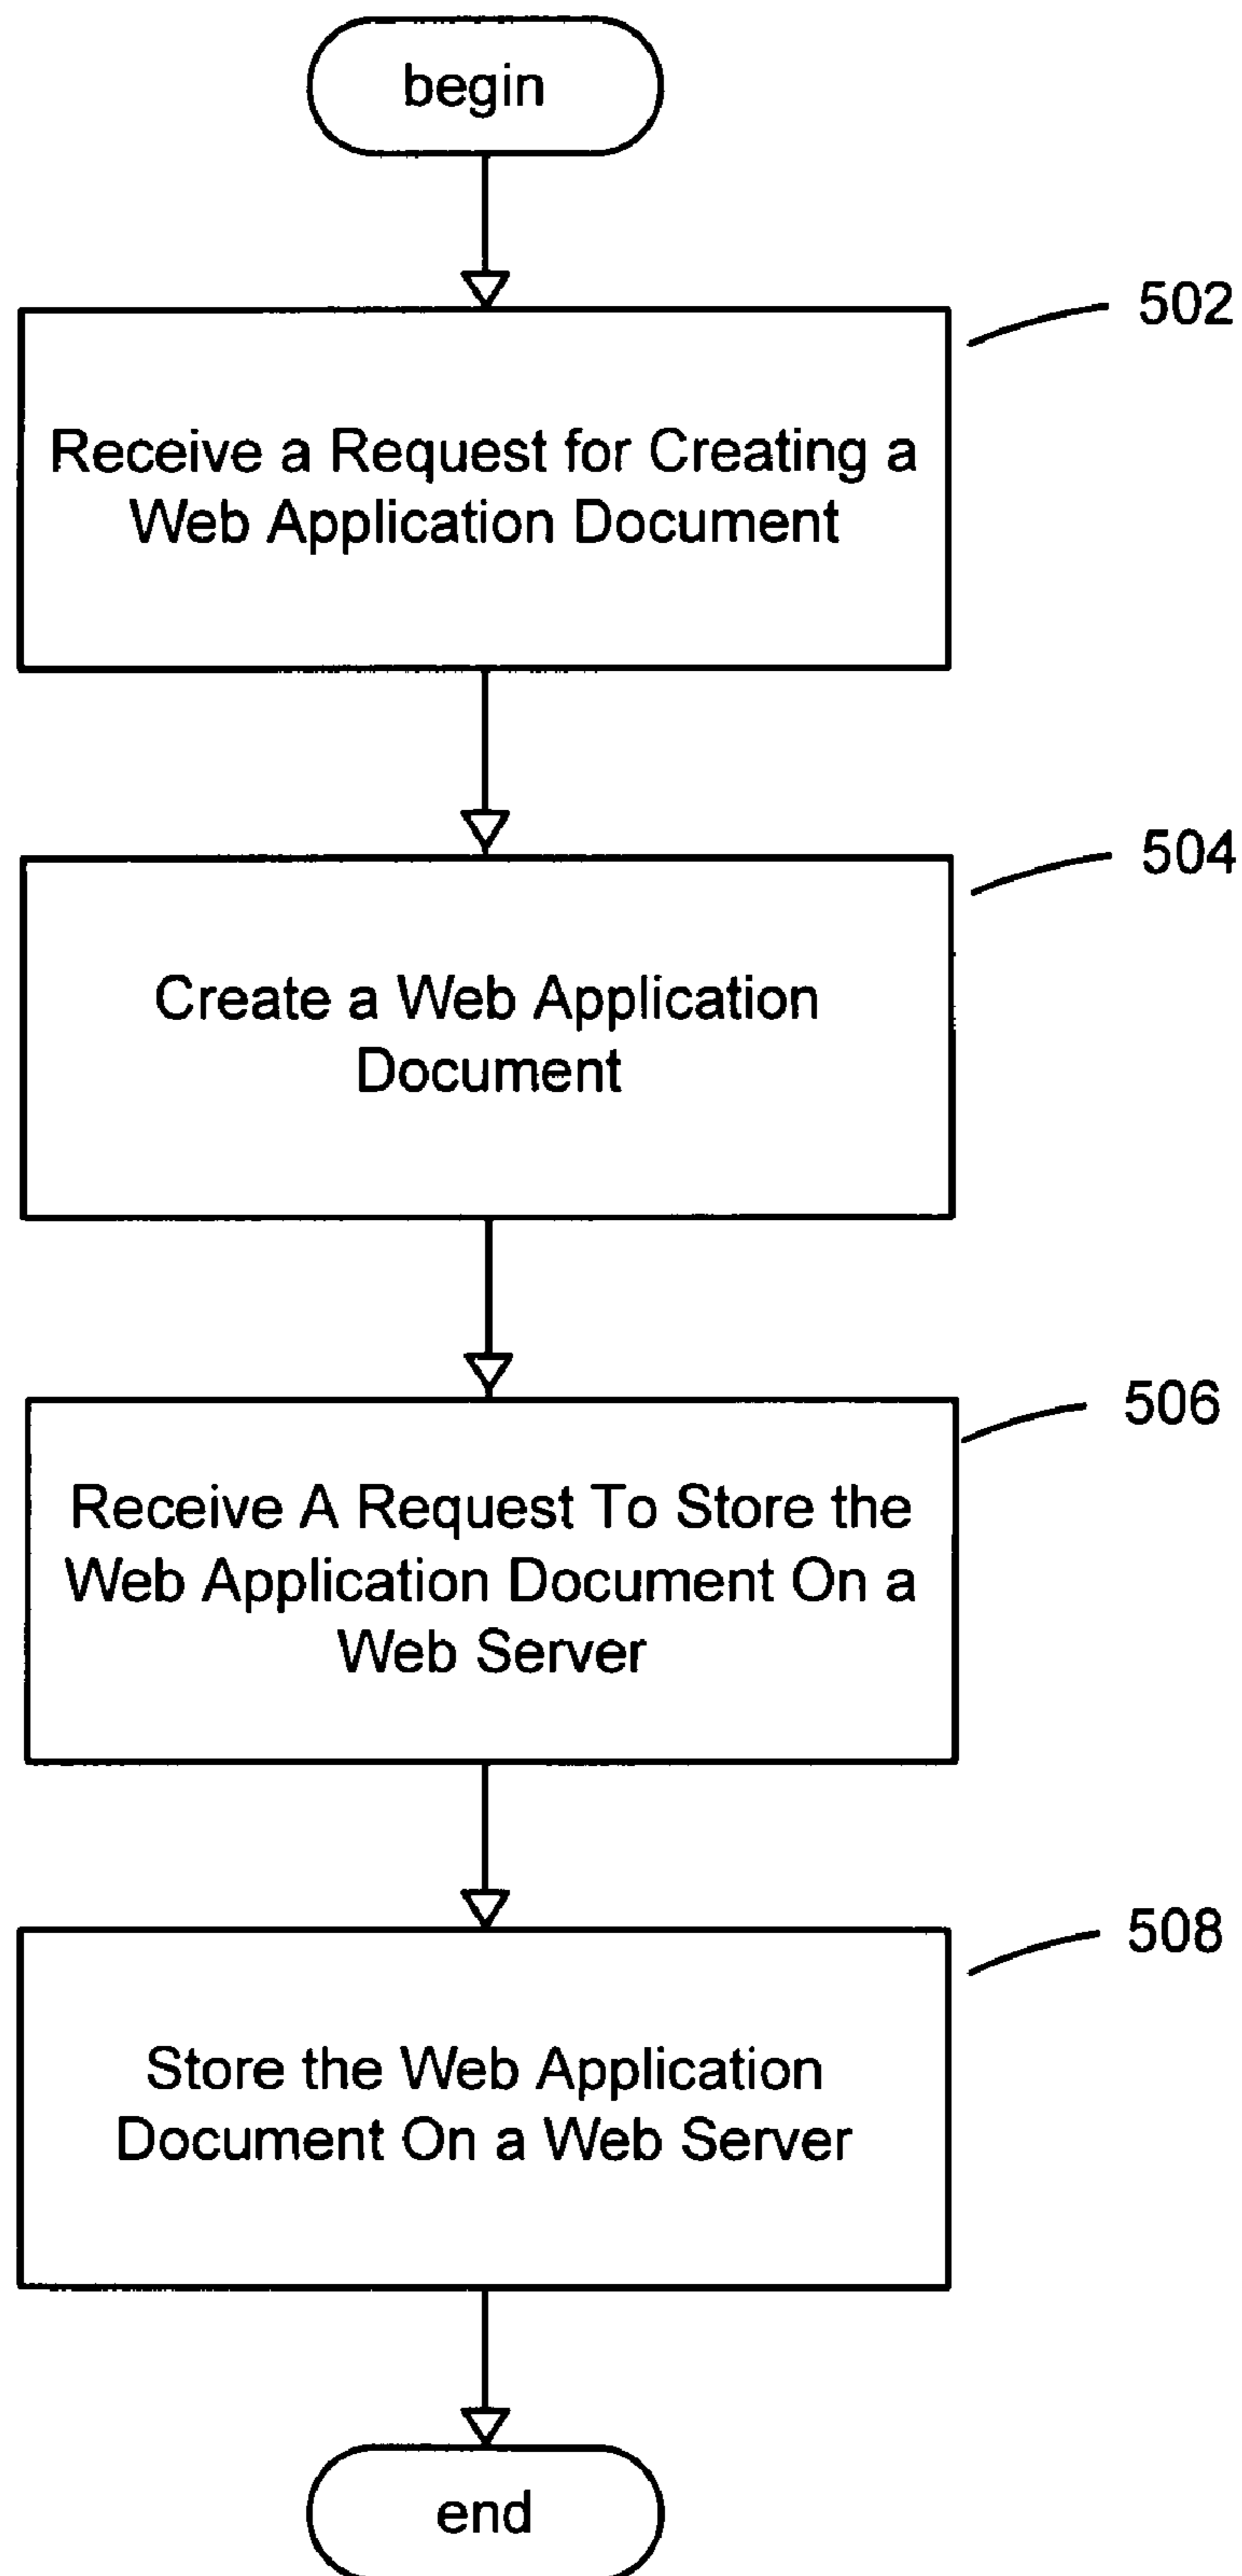 begin
502
Receive a Request for Creating a
Web Application Document
504
Create a Web Application
Document
506
Receive A Request To Store the
Web Application Document On a
Web Server
508
Store the Web Application
Document On a Web Server
end